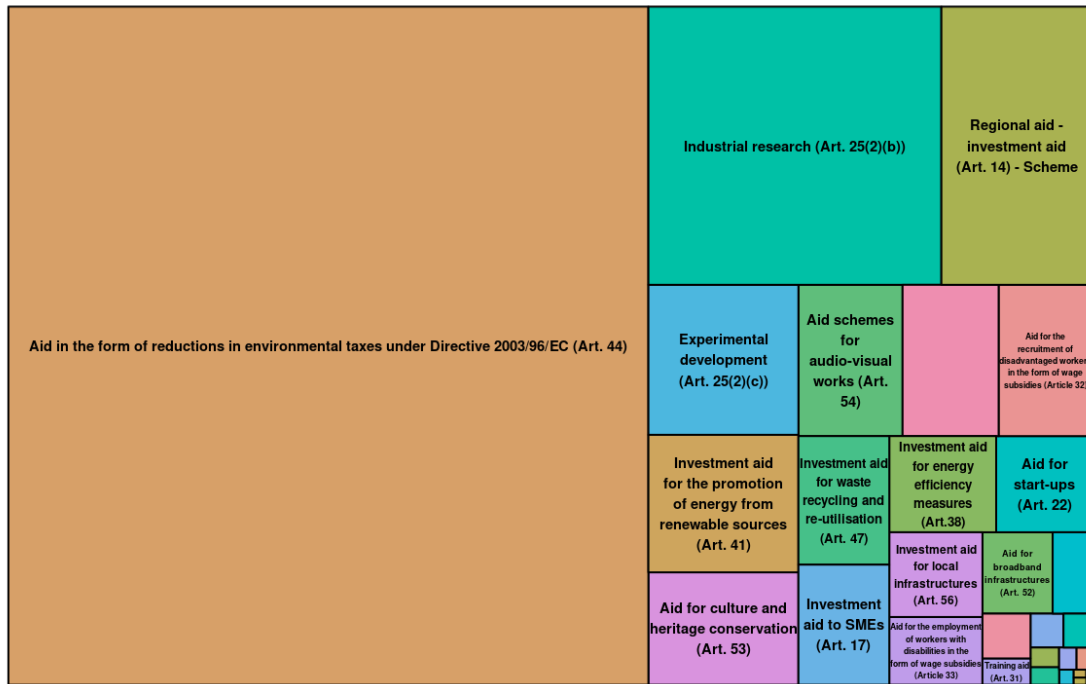 Aid in the form of reductions in environmental taxes under Directive 2003/96/EC (Art. 44)
Industrial research (Art. 25(2)(b))
Regional aid -
investment aid
(Art. 14) - Scheme
Experimental
development
(Art. 25(2)(c))
Aid schemes
for
audio-visual
works (Art.
54)
Aid for the
recruitment of
disadvantaged worker
in the form of wage
subsidies (Article 32)
Investment aid
for the promotion
of energy from
renewable sources
(Art. 41)
Investment aid
for waste
recycling and
re-utilisation
(Art. 47)
Investment aid
for energy
efficiency
measures
(Art.38)
Aid for
start-ups
(Art. 22)
Investment aid
for local
infrastructures
(Art. 56)
Aid for
broadband
infrastructures
(Art. 52)
Aid for culture and
heritage conservation
(Art. 53)
Investment
aid to SMEs
(Art. 17)
Aid for the employment
of workers with
disabilities in the
form of wage subsidies
(Article 33)
Training aid
(Art. 31)